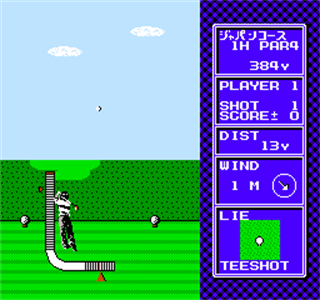 ジャパンコース
1H PAR4
384Y
PLAYER 1
SHOT 1
SCORE± 0
DIST
13Y
WIND
1 M
LIE
TEESHOT